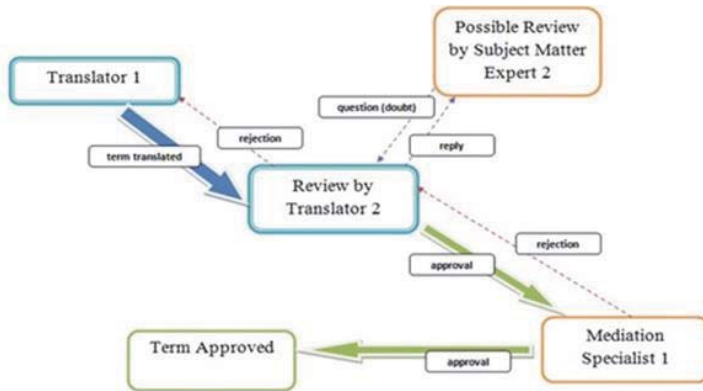 Possible Review
by Subject Matter
Expert 2
Translator 1
question (doubt)
rejection
reply
term translated
Review by
Translator 2
rejection
approval
Term Approved
Mediation
Specialist 1
approval